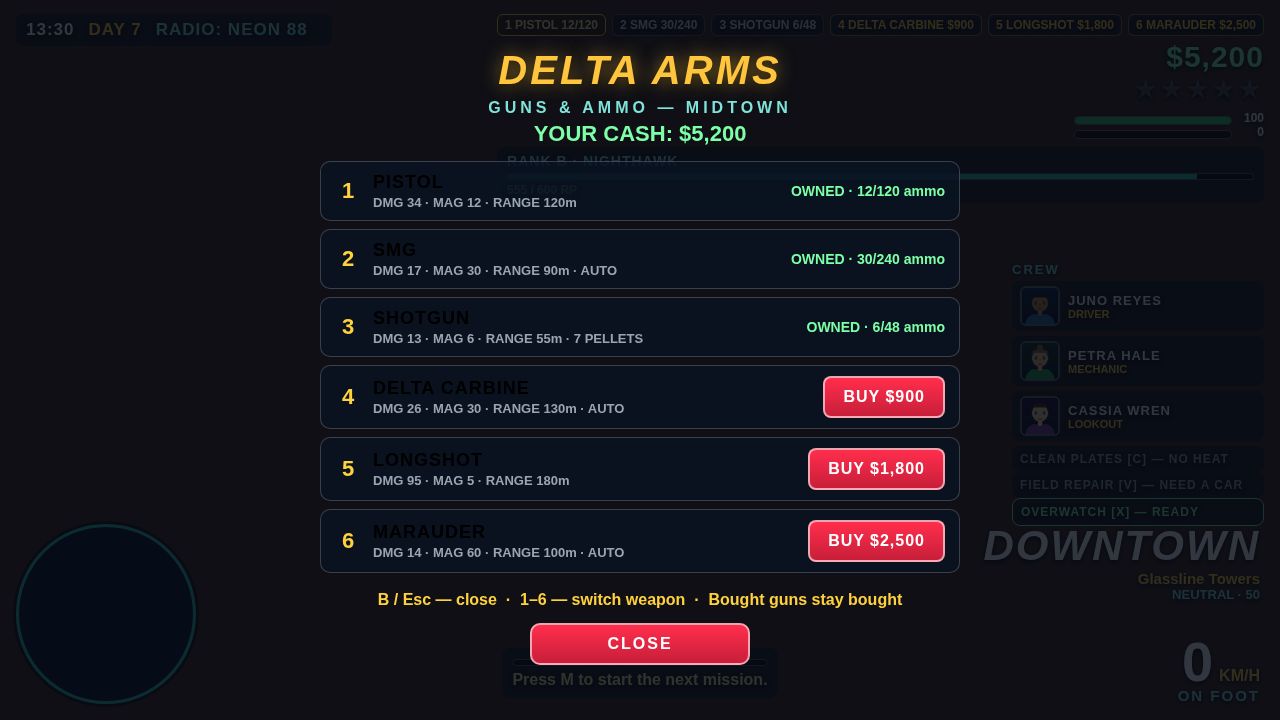 13:30 DAY 7 RADIO: NEON 88
1 PISTOL 12/120 2 SMG 30/240 3 SHOTGUN 6/48 4 DELTA CARBINE $900 5 LONGSHOT $1,800 6 MARAUDER $2,500
$5,200
★★★★★
100
0
DELTA ARMS
GUNS & AMMO — MIDTOWN
YOUR CASH: $5,200
RANK B · NIGHTHAWK
555 / 600 RP
1 PISTOL
DMG 34 · MAG 12 · RANGE 120m
OWNED · 12/120 ammo
2 SMG
DMG 17 · MAG 30 · RANGE 90m · AUTO
OWNED · 30/240 ammo
3 SHOTGUN
DMG 13 · MAG 6 · RANGE 55m · 7 PELLETS
OWNED · 6/48 ammo
4 DELTA CARBINE
DMG 26 · MAG 30 · RANGE 130m · AUTO
BUY $900
5 LONGSHOT
DMG 95 · MAG 5 · RANGE 180m
BUY $1,800
6 MARAUDER
DMG 14 · MAG 60 · RANGE 100m · AUTO
BUY $2,500
B / Esc — close · 1–6 — switch weapon · Bought guns stay bought
CLOSE
Press M to start the next mission.
CREW
JUNO REYES
DRIVER
PETRA HALE
MECHANIC
CASSIA WREN
LOOKOUT
CLEAN PLATES [C] — NO HEAT
FIELD REPAIR [V] — NEED A CAR
OVERWATCH [X] — READY
DOWNTOWN
Glassline Towers
NEUTRAL · 50
0 KM/H
ON FOOT